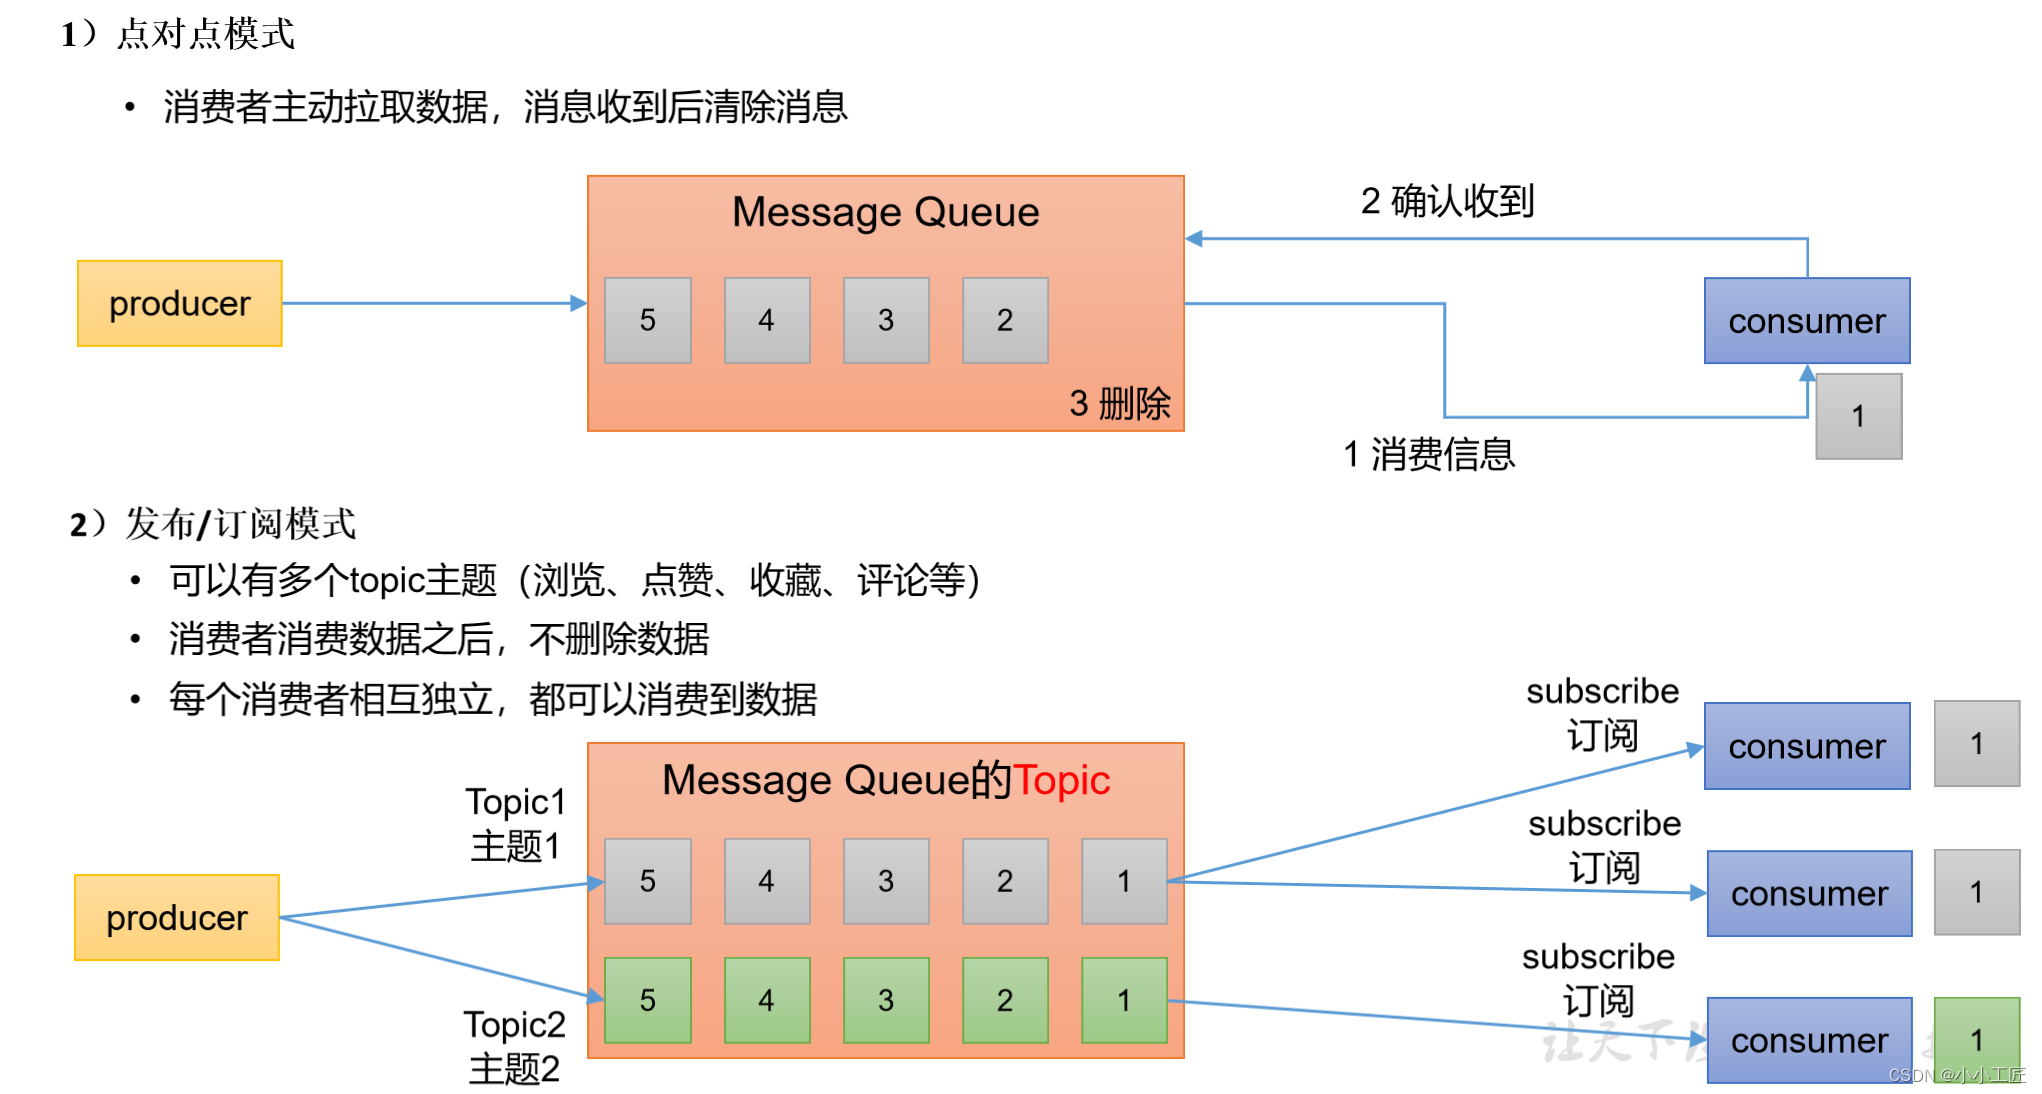 1）点对点模式
• 消费者主动拉取数据，消息收到后清除消息
Message Queue
2 确认收到
producer
5 4 3 2
consumer
3 删除
1
1 消费信息
2）发布/订阅模式
• 可以有多个topic主题（浏览、点赞、收藏、评论等）
• 消费者消费数据之后，不删除数据
• 每个消费者相互独立，都可以消费到数据
subscribe
订阅
consumer
1
Message Queue的Topic
Topic1
主题1
5 4 3 2 1
subscribe
订阅
consumer
1
producer
5 4 3 2 1
Topic2
主题2
subscribe
订阅
consumer
1
让天下
CSDN @小小工匠